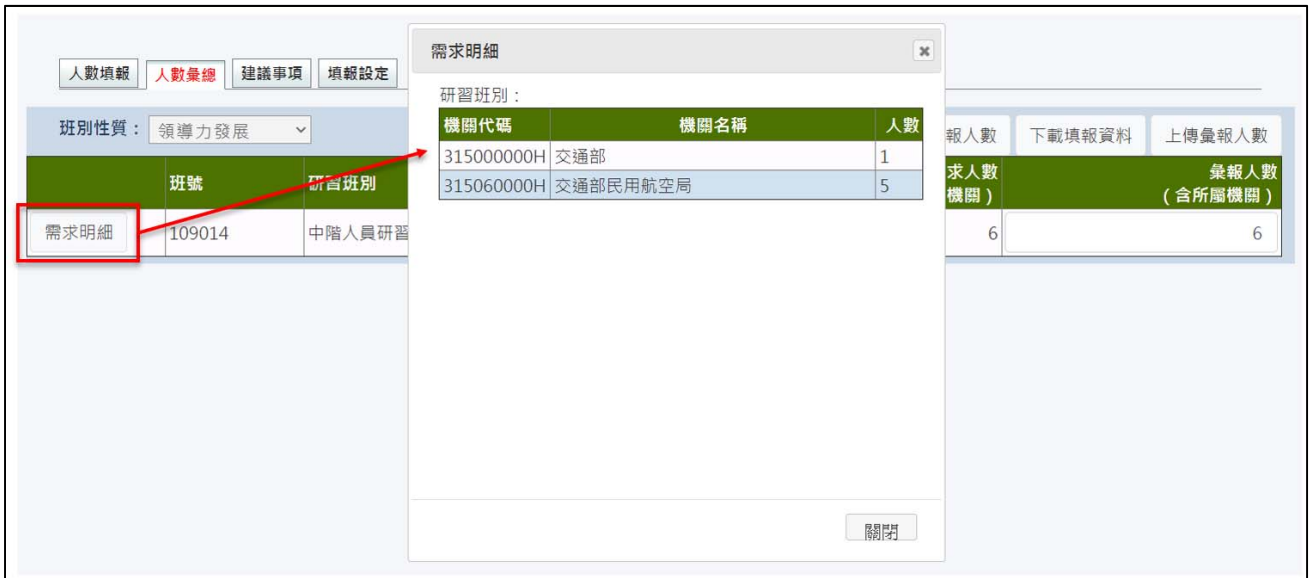 人數填報 人數彙總 建議事項 填報設定
班別性質： 領導力發展
報人數 下載填報資料 上傳彙報人數
班號 研習班別 求人數 彙報人數
機關） （含所屬機關）
需求明細 109014 中階人員研習 6 6
需求明細
研習班別：
機關代碼 機關名稱 人數
315000000H 交通部 1
315060000H 交通部民用航空局 5
關閉